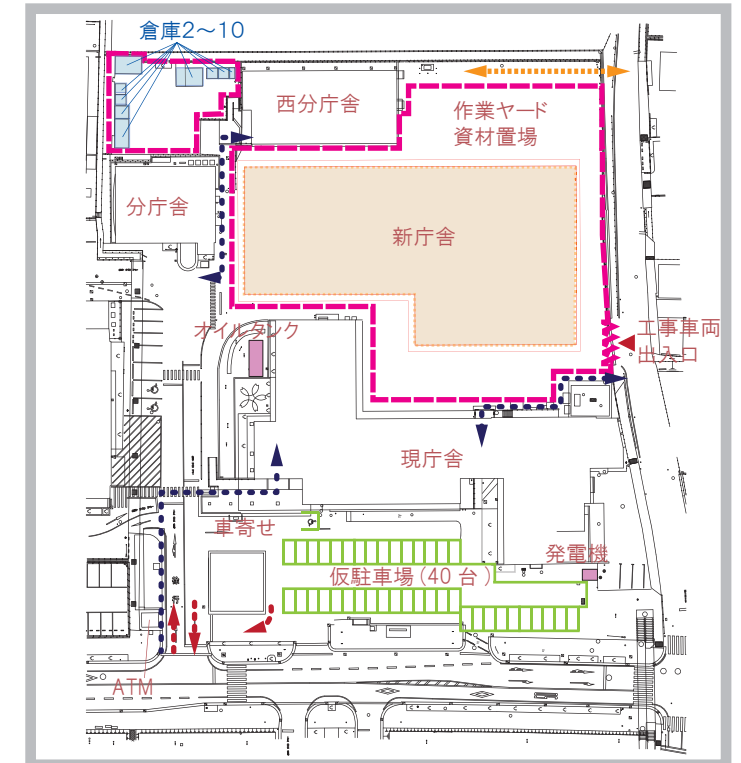 倉庫2～10
西分庁舎
作業ヤード
資材置場
分庁舎
新庁舎
オイルタンク
工事車両
出入口
現庁舎
車寄せ
発電機
仮駐車場(40台)
ATM